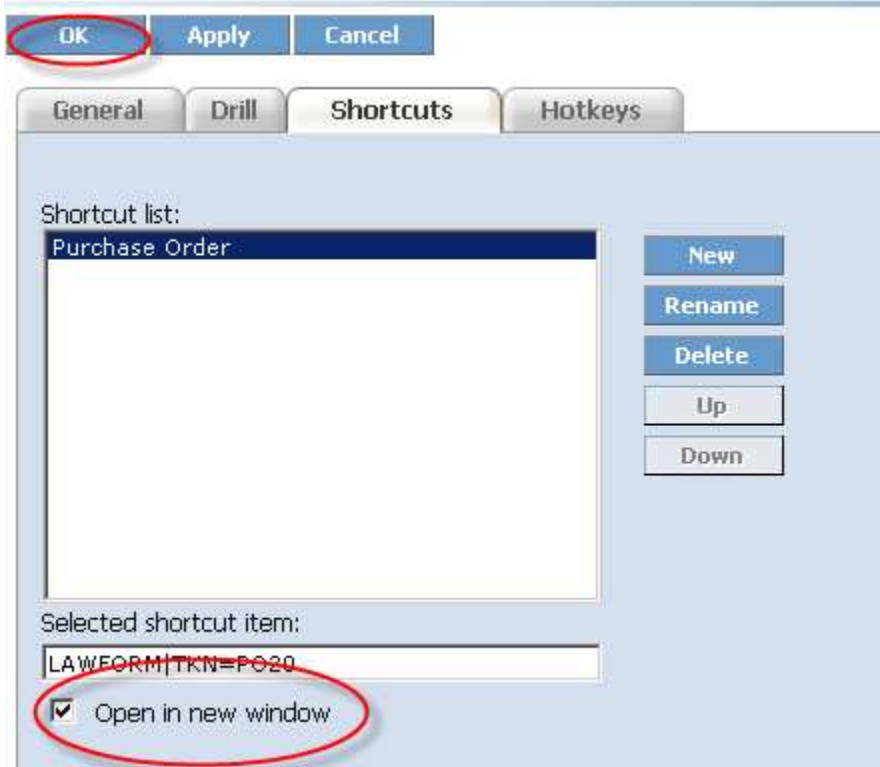 OK Apply Cancel
General Drill Shortcuts Hotkeys
Shortcut list:
Purchase Order
New
Rename
Delete
Up
Down
Selected shortcut item:
LAWFORM|TKN=PO20
Open in new window